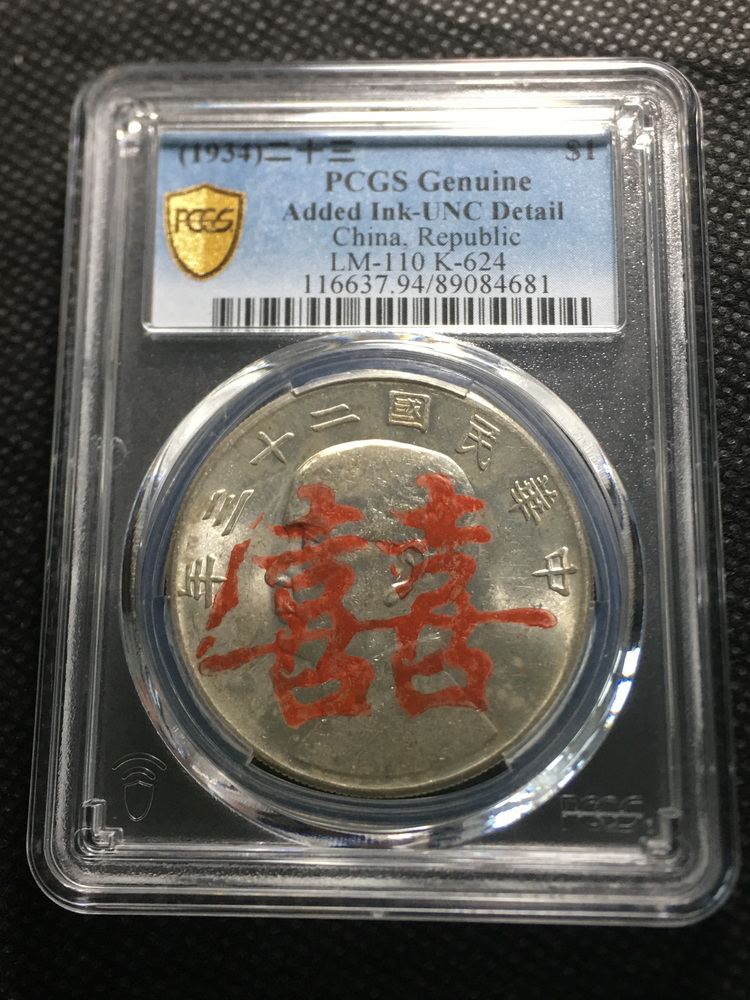 (1934)二十三 $1
PCGS Genuine
PCGS
Added Ink-UNC Detail
China, Republic
LM-110 K-624
116637.94/89084681
年三十二國民華中
囍
PCGS